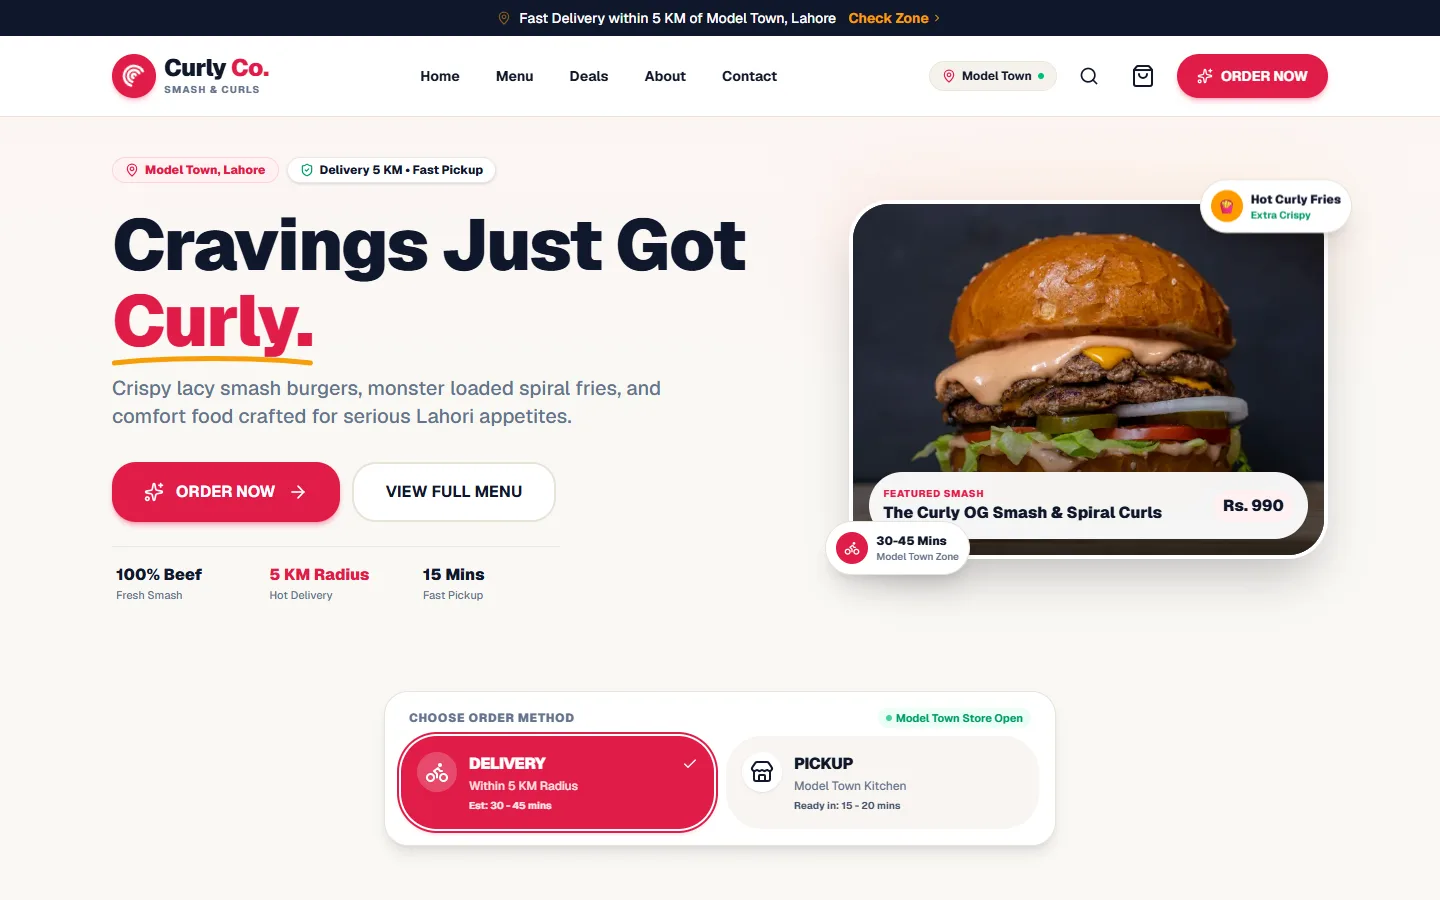 Fast Delivery within 5 KM of Model Town, Lahore Check Zone
Curly Co.
SMASH & CURLS
Home Menu Deals About Contact
Model Town
ORDER NOW
Model Town, Lahore
Delivery 5 KM • Fast Pickup
Cravings Just Got
Curly.
Crispy lacy smash burgers, monster loaded spiral fries, and
comfort food crafted for serious Lahori appetites.
ORDER NOW
VIEW FULL MENU
100% Beef
Fresh Smash
5 KM Radius
Hot Delivery
15 Mins
Fast Pickup
Hot Curly Fries
Extra Crispy
FEATURED SMASH
The Curly OG Smash & Spiral Curls
Rs. 990
30-45 Mins
Model Town Zone
CHOOSE ORDER METHOD
Model Town Store Open
DELIVERY
Within 5 KM Radius
Est: 30 - 45 mins
PICKUP
Model Town Kitchen
Ready in: 15 - 20 mins